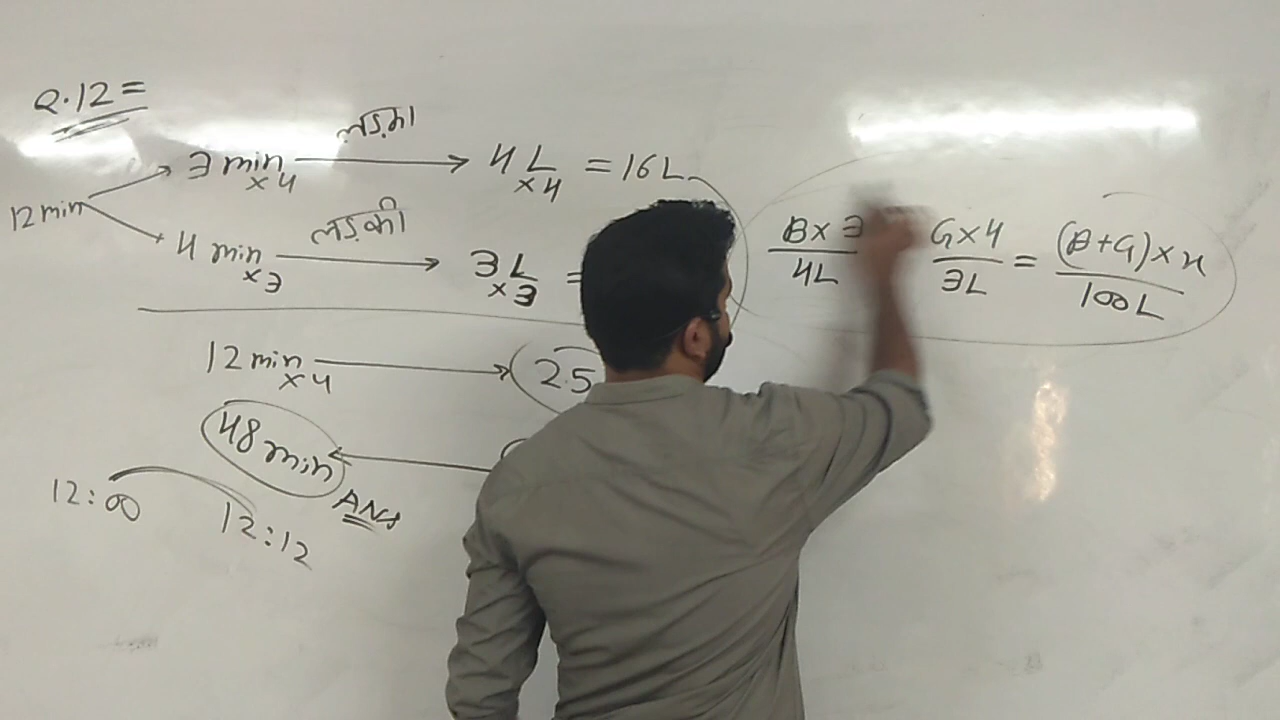 Q.12 =
लड़का
3 min × 4 → 4 L × 4 = 16 L
12 min
लड़की
4 min × 3 → 3 L × 3 =
12 min × 4 → 25
48 min ←
Ans
12:00
12:12
B × 3 / 4L
G × 4 / 3L = (B+G) × x / 100 L